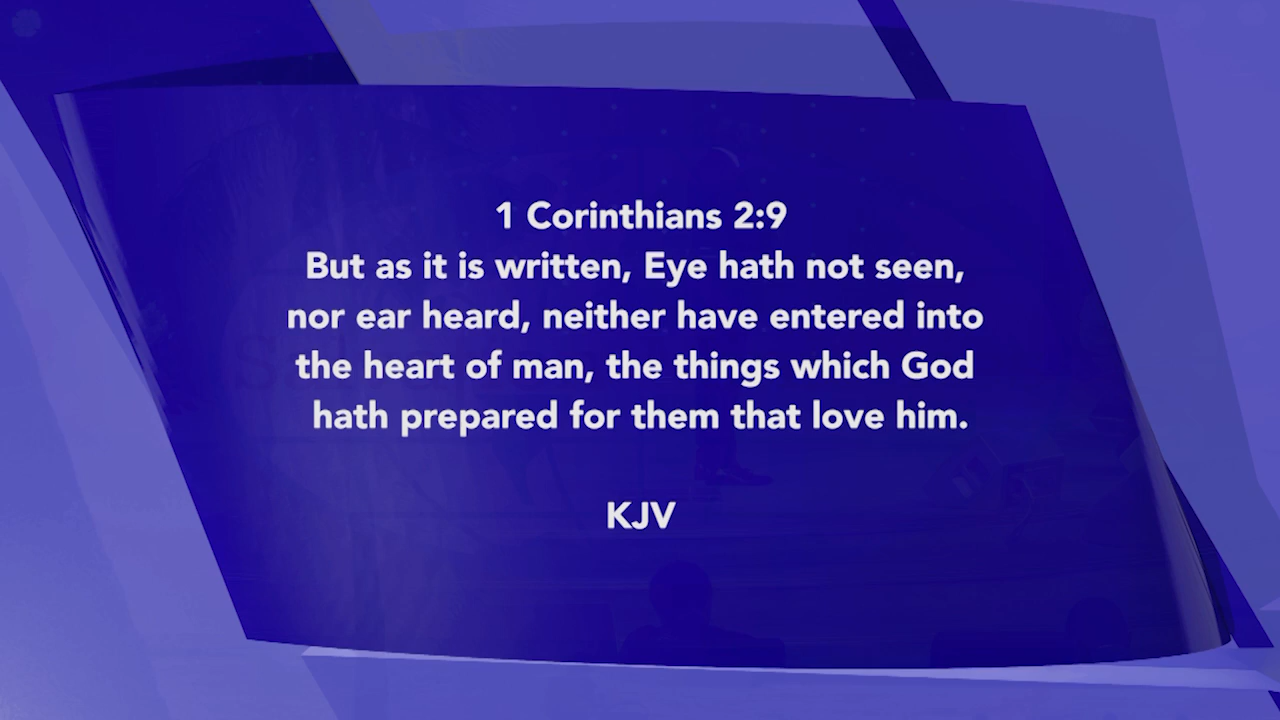 1 Corinthians 2:9
But as it is written, Eye hath not seen,
nor ear heard, neither have entered into
the heart of man, the things which God
hath prepared for them that love him.
KJV